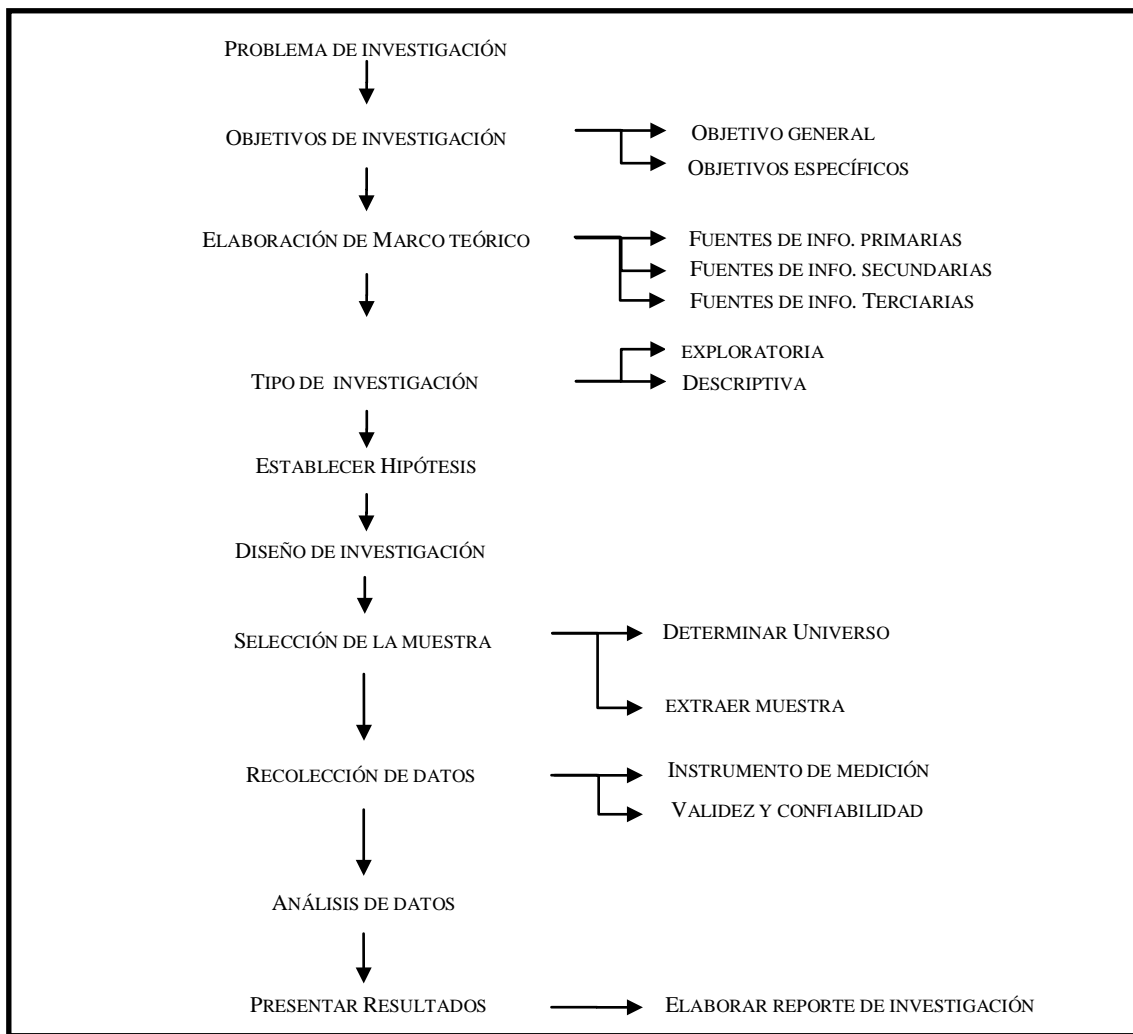 PROBLEMA DE INVESTIGACIÓN
OBJETIVOS DE INVESTIGACIÓN
OBJETIVO GENERAL
OBJETIVOS ESPECÍFICOS
ELABORACIÓN DE MARCO TEÓRICO
FUENTES DE INFO. PRIMARIAS
FUENTES DE INFO. SECUNDARIAS
FUENTES DE INFO. TERCIARIAS
EXPLORATORIA
TIPO DE INVESTIGACIÓN
DESCRIPTIVA
ESTABLECER HIPÓTESIS
DISEÑO DE INVESTIGACIÓN
SELECCIÓN DE LA MUESTRA
DETERMINAR UNIVERSO
EXTRAER MUESTRA
RECOLECCIÓN DE DATOS
INSTRUMENTO DE MEDICIÓN
VALIDEZ Y CONFIABILIDAD
ANÁLISIS DE DATOS
PRESENTAR RESULTADOS
ELABORAR REPORTE DE INVESTIGACIÓN